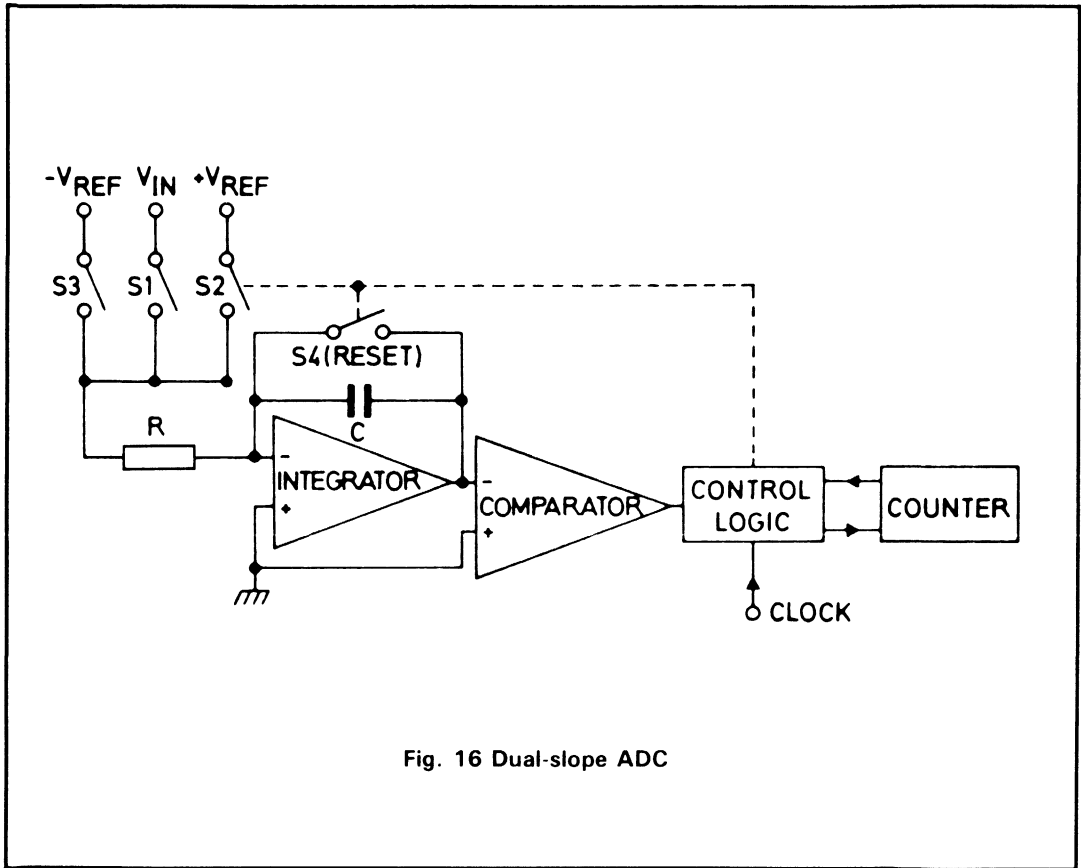 -VREF VIN +VREF
S3 S1 S2
S4(RESET)
C
R
- INTEGRATOR +
- COMPARATOR +
CONTROL LOGIC
COUNTER
CLOCK
Fig. 16 Dual-slope ADC